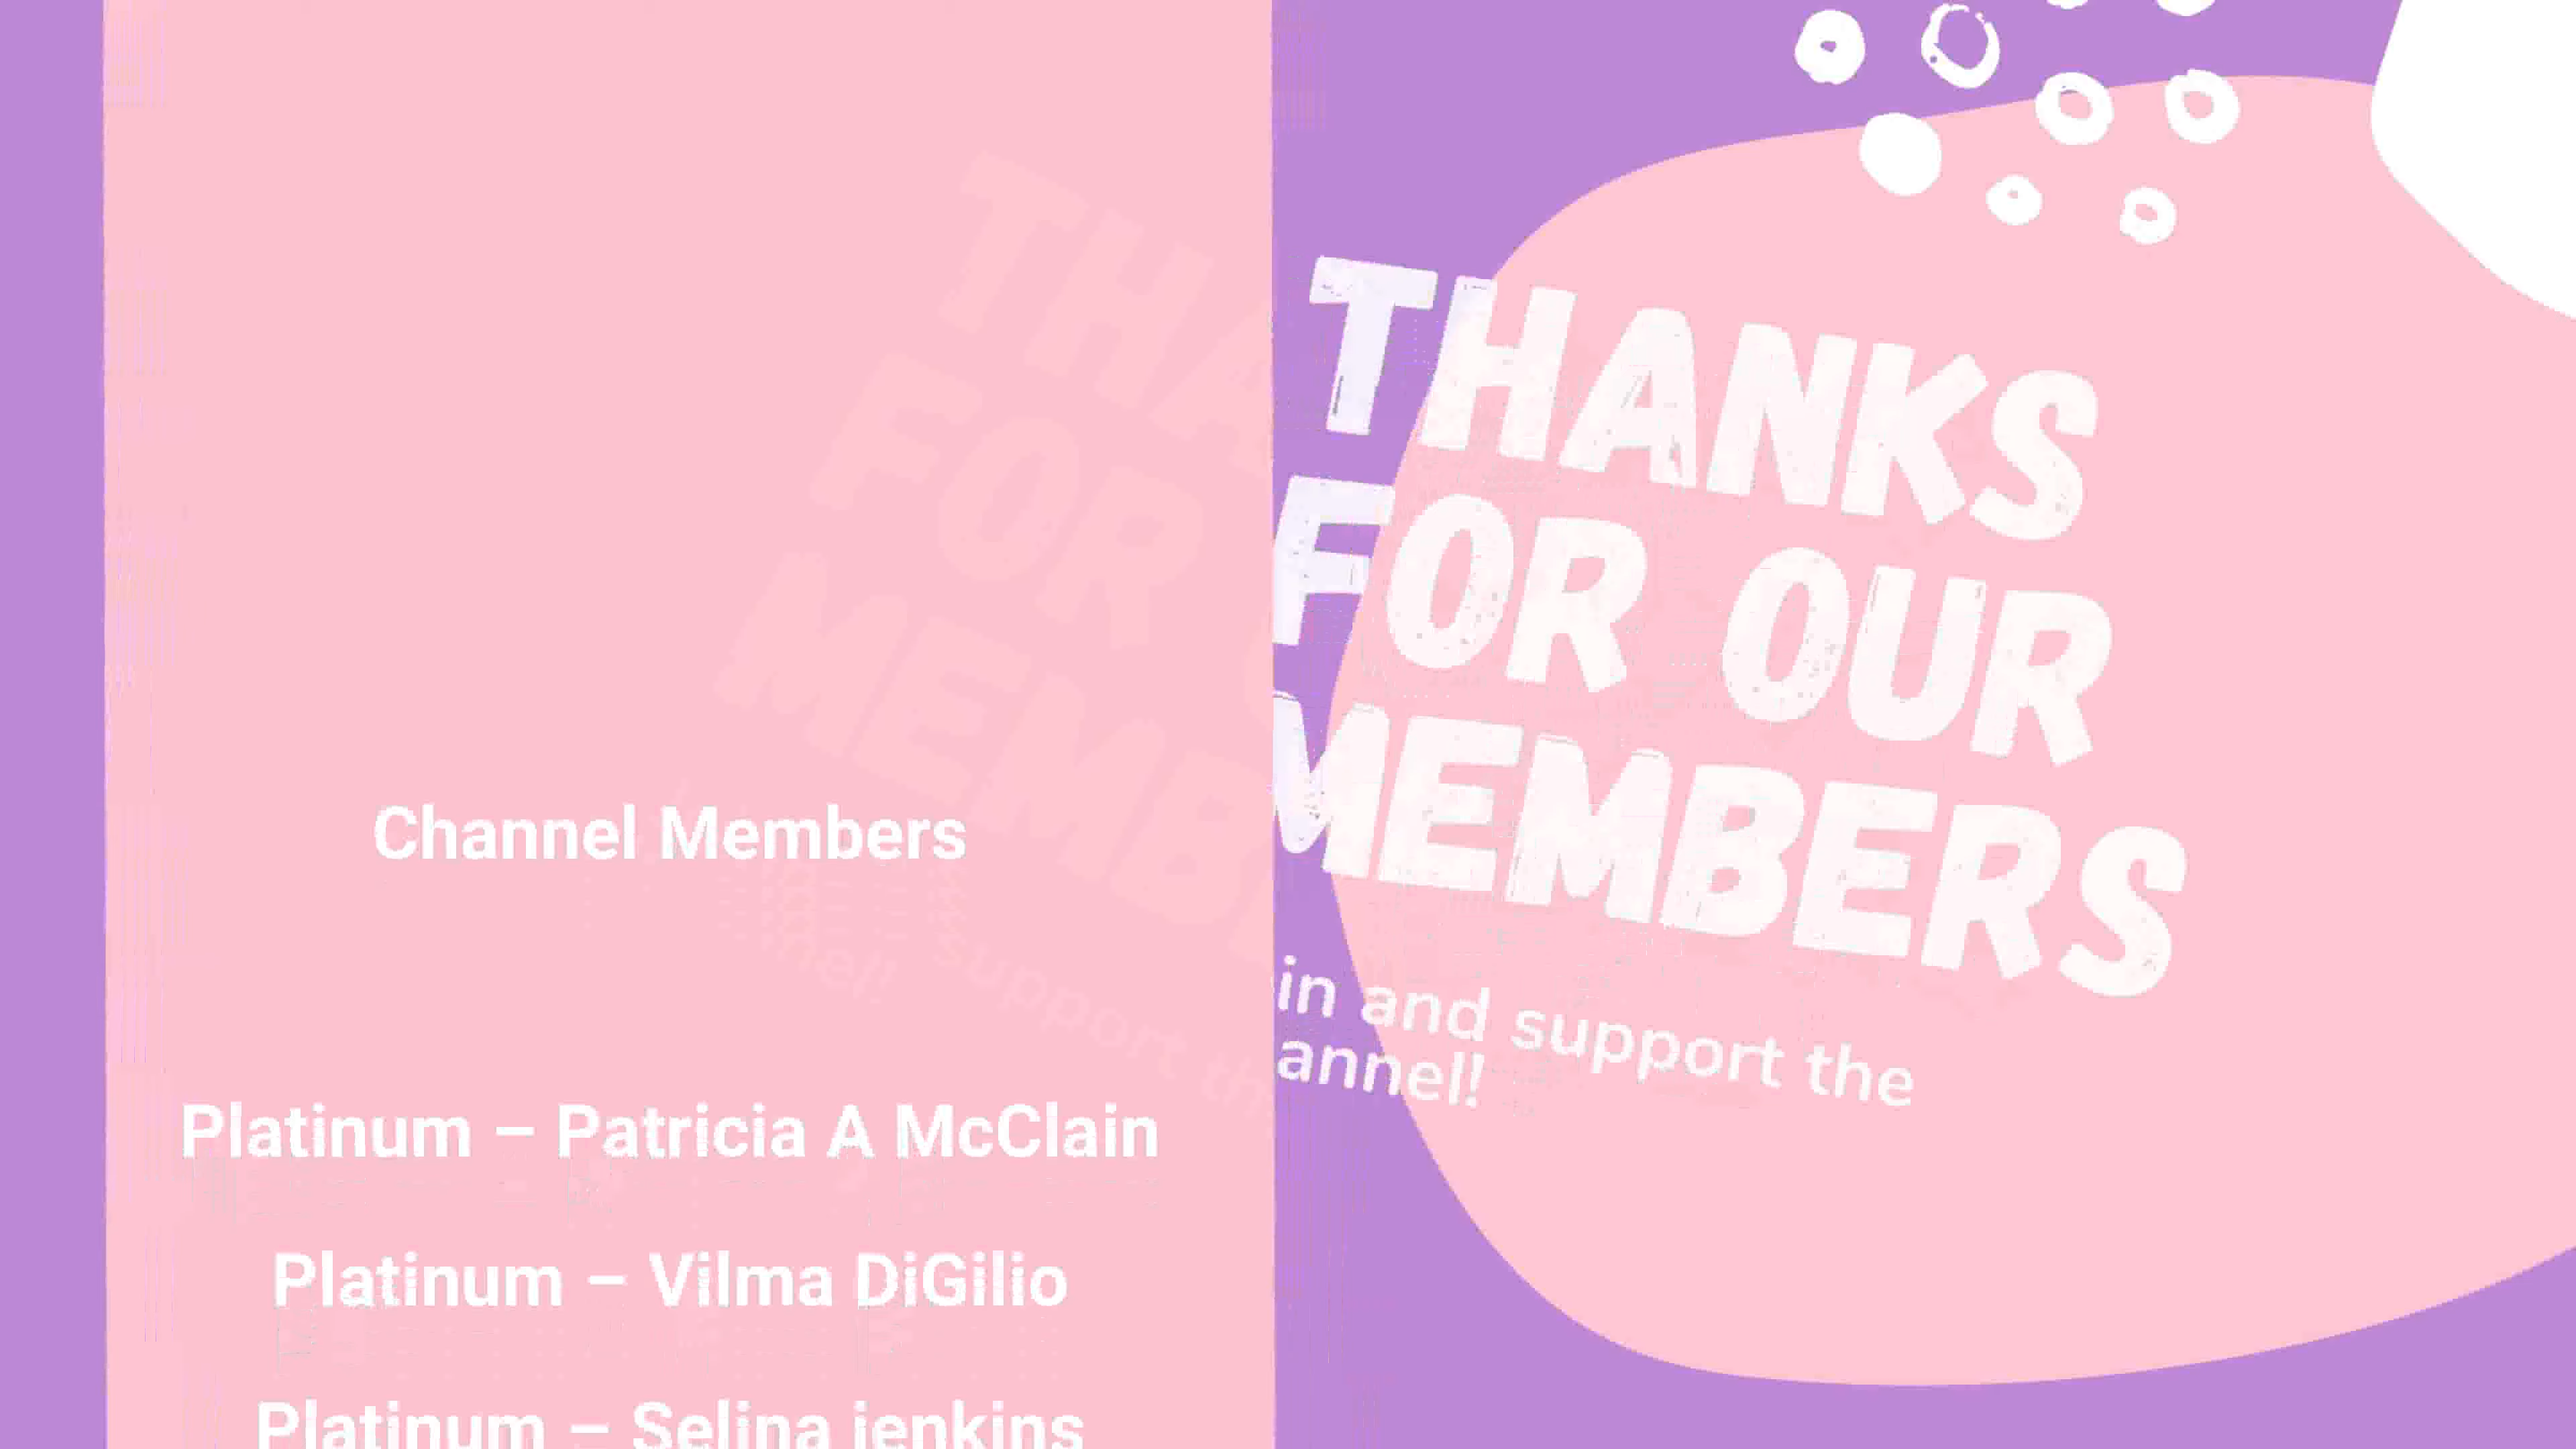 Channel Members
Platinum – Patricia A McClain
Platinum – Vilma DiGilio
Platinum – Selina jenkins
THANKS
FOR OUR
MEMBERS
in and support the
annel!